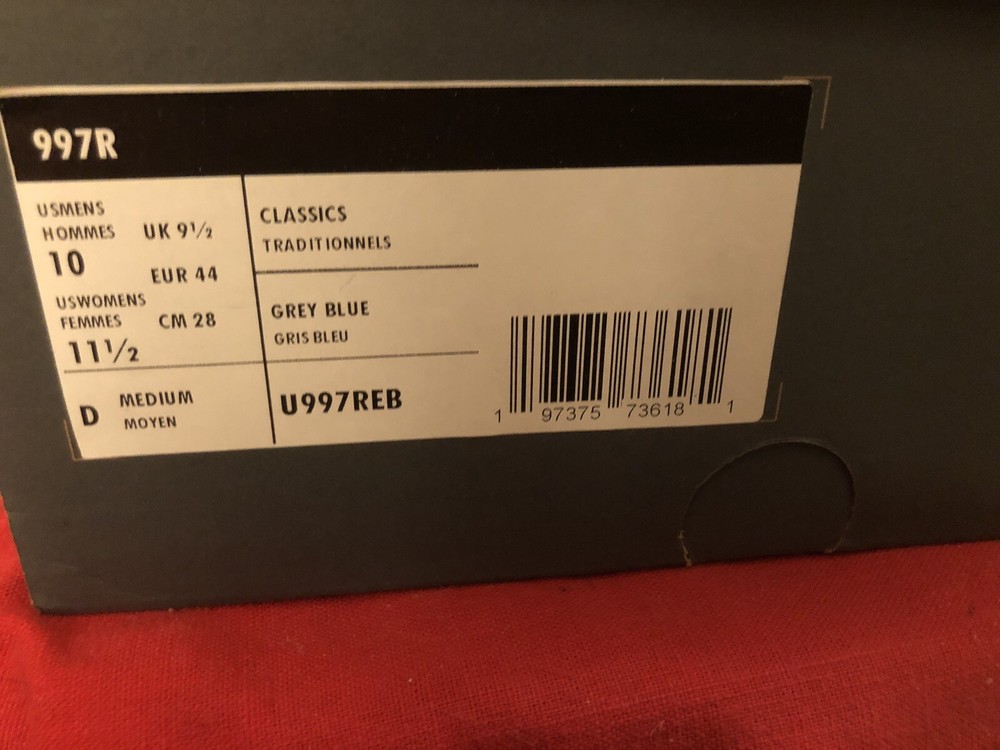 997R
USMENS
HOMMES
10
UK 9½
EUR 44
USWOMENS
FEMMES
11½
CM 28
D
MEDIUM
MOYEN
CLASSICS
TRADITIONNELS
GREY BLUE
GRIS BLEU
U997REB
1 97375 73618 1